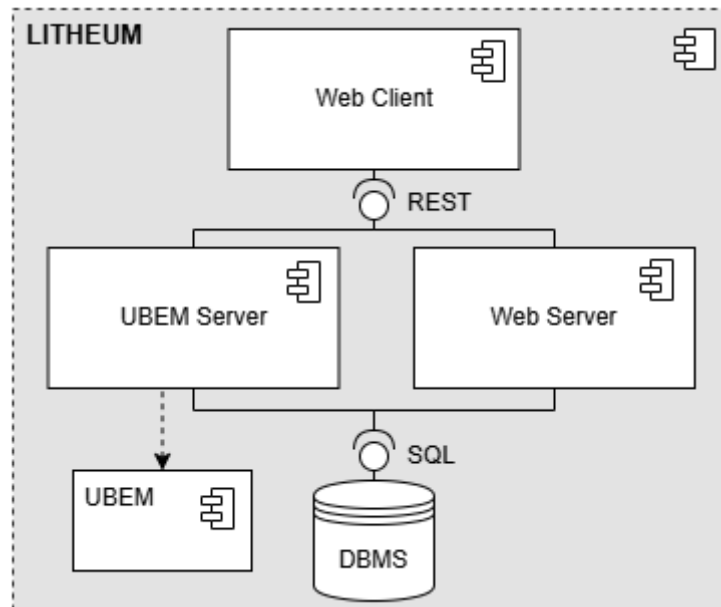 LITHEUM
Web Client
REST
UBEM Server
Web Server
SQL
UBEM
DBMS